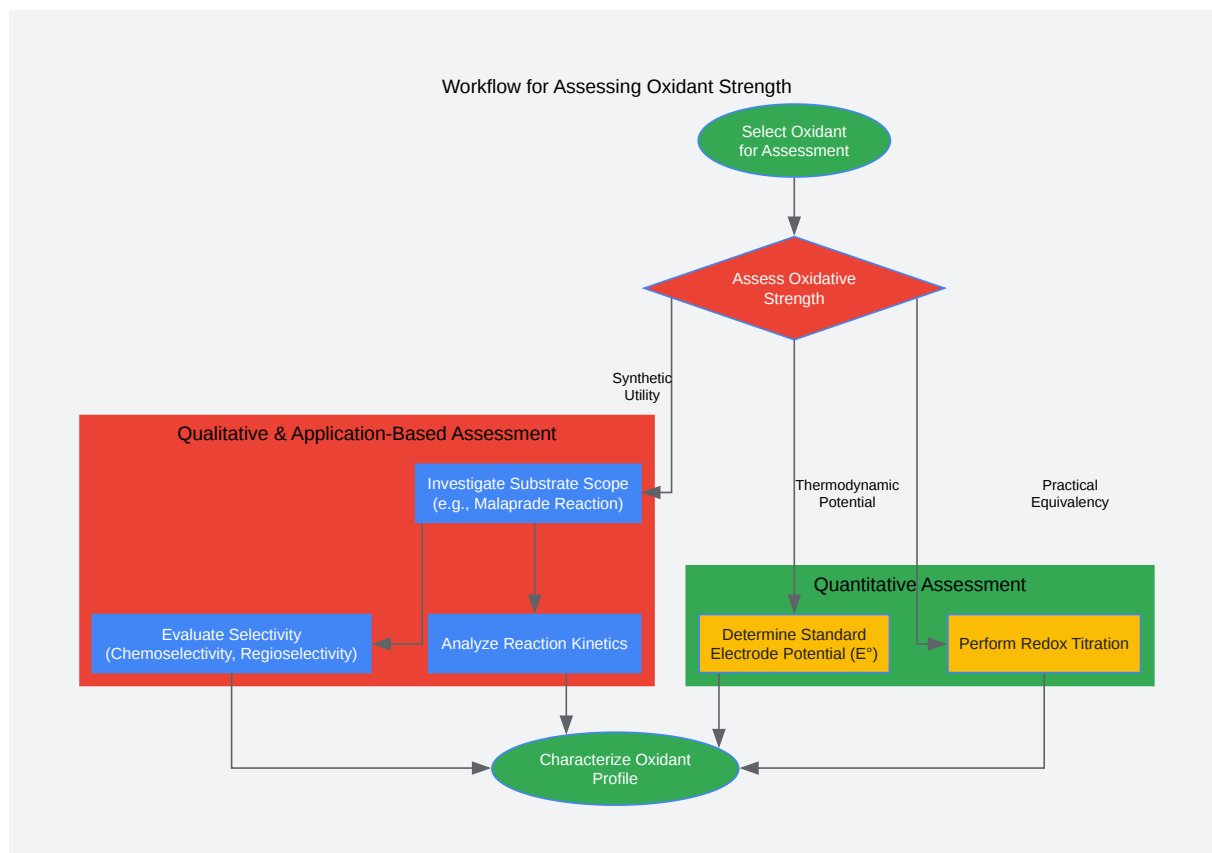 Workflow for Assessing Oxidant Strength
Select Oxidant
for Assessment
Assess Oxidative
Strength
Synthetic
Utility
Qualitative & Application-Based Assessment
Investigate Substrate Scope
(e.g., Malaprade Reaction)
Thermodynamic
Potential
Practical
Equivalency
Quantitative Assessment
Evaluate Selectivity
(Chemoselectivity, Regioselectivity)
Analyze Reaction Kinetics
Determine Standard
Electrode Potential (E°)
Perform Redox Titration
Characterize Oxidant
Profile